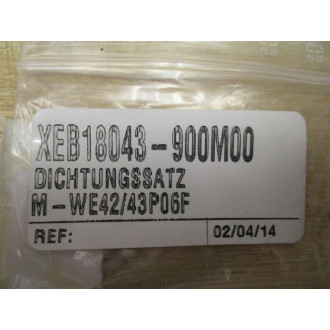 XEB18043-900M00
DICHTUNGSSATZ
M-WE42/43P06F
REF: 02/04/14